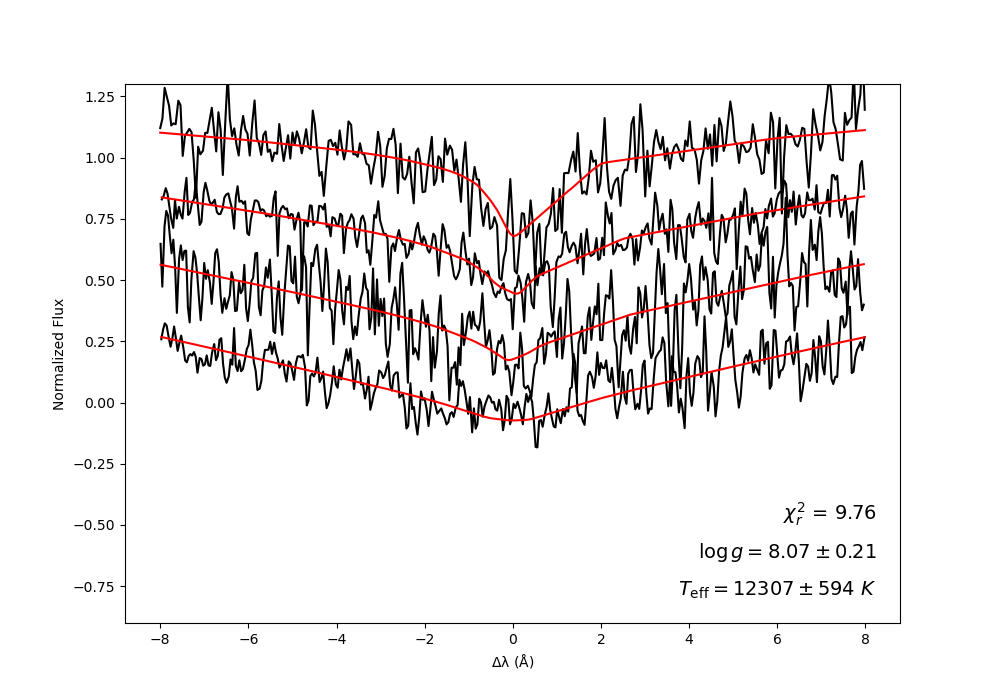 1.25
1.00
0.75
0.50
0.25
0.00
−0.25
−0.50
−0.75
Normalized Flux
χ²ᵣ = 9.76
log g = 8.07 ± 0.21
T_eff = 12307 ± 594 K
−8 −6 −4 −2 0 2 4 6 8
Δλ (Å)